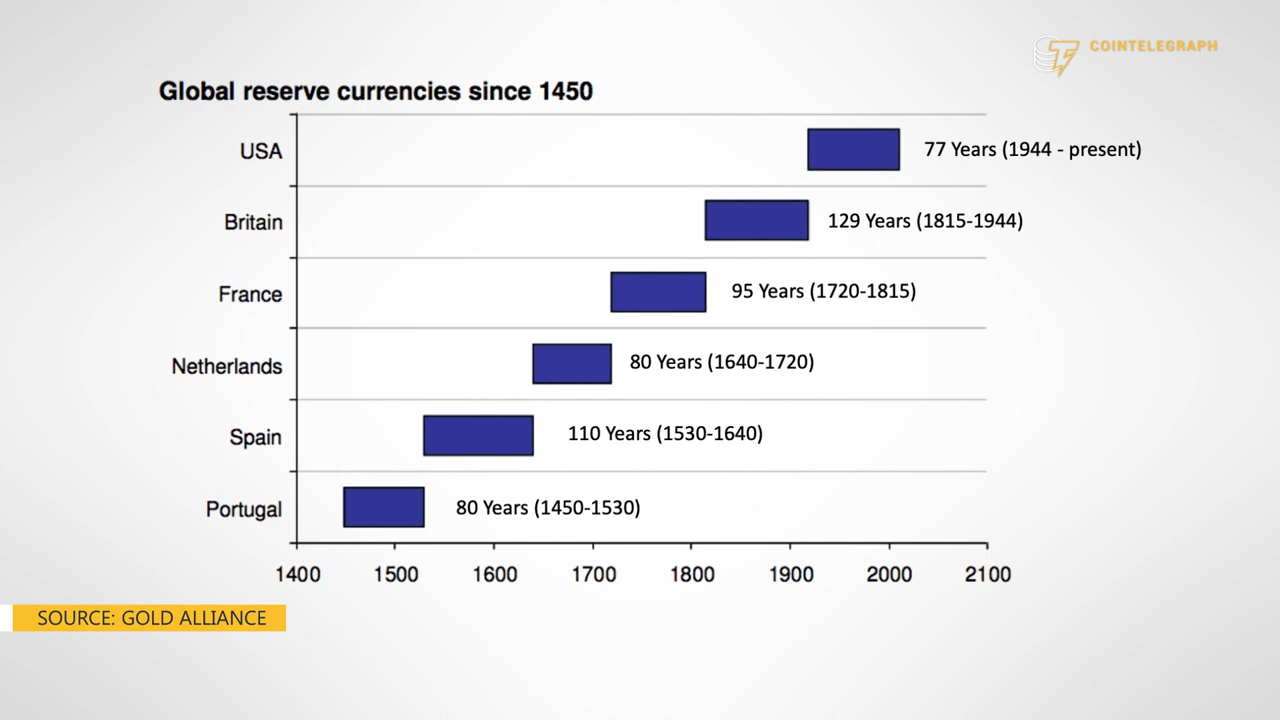 COINTELEGRAPH
Global reserve currencies since 1450
USA
77 Years (1944 - present)
Britain
129 Years (1815-1944)
France
95 Years (1720-1815)
Netherlands
80 Years (1640-1720)
Spain
110 Years (1530-1640)
Portugal
80 Years (1450-1530)
1400 1500 1600 1700 1800 1900 2000 2100
SOURCE: GOLD ALLIANCE